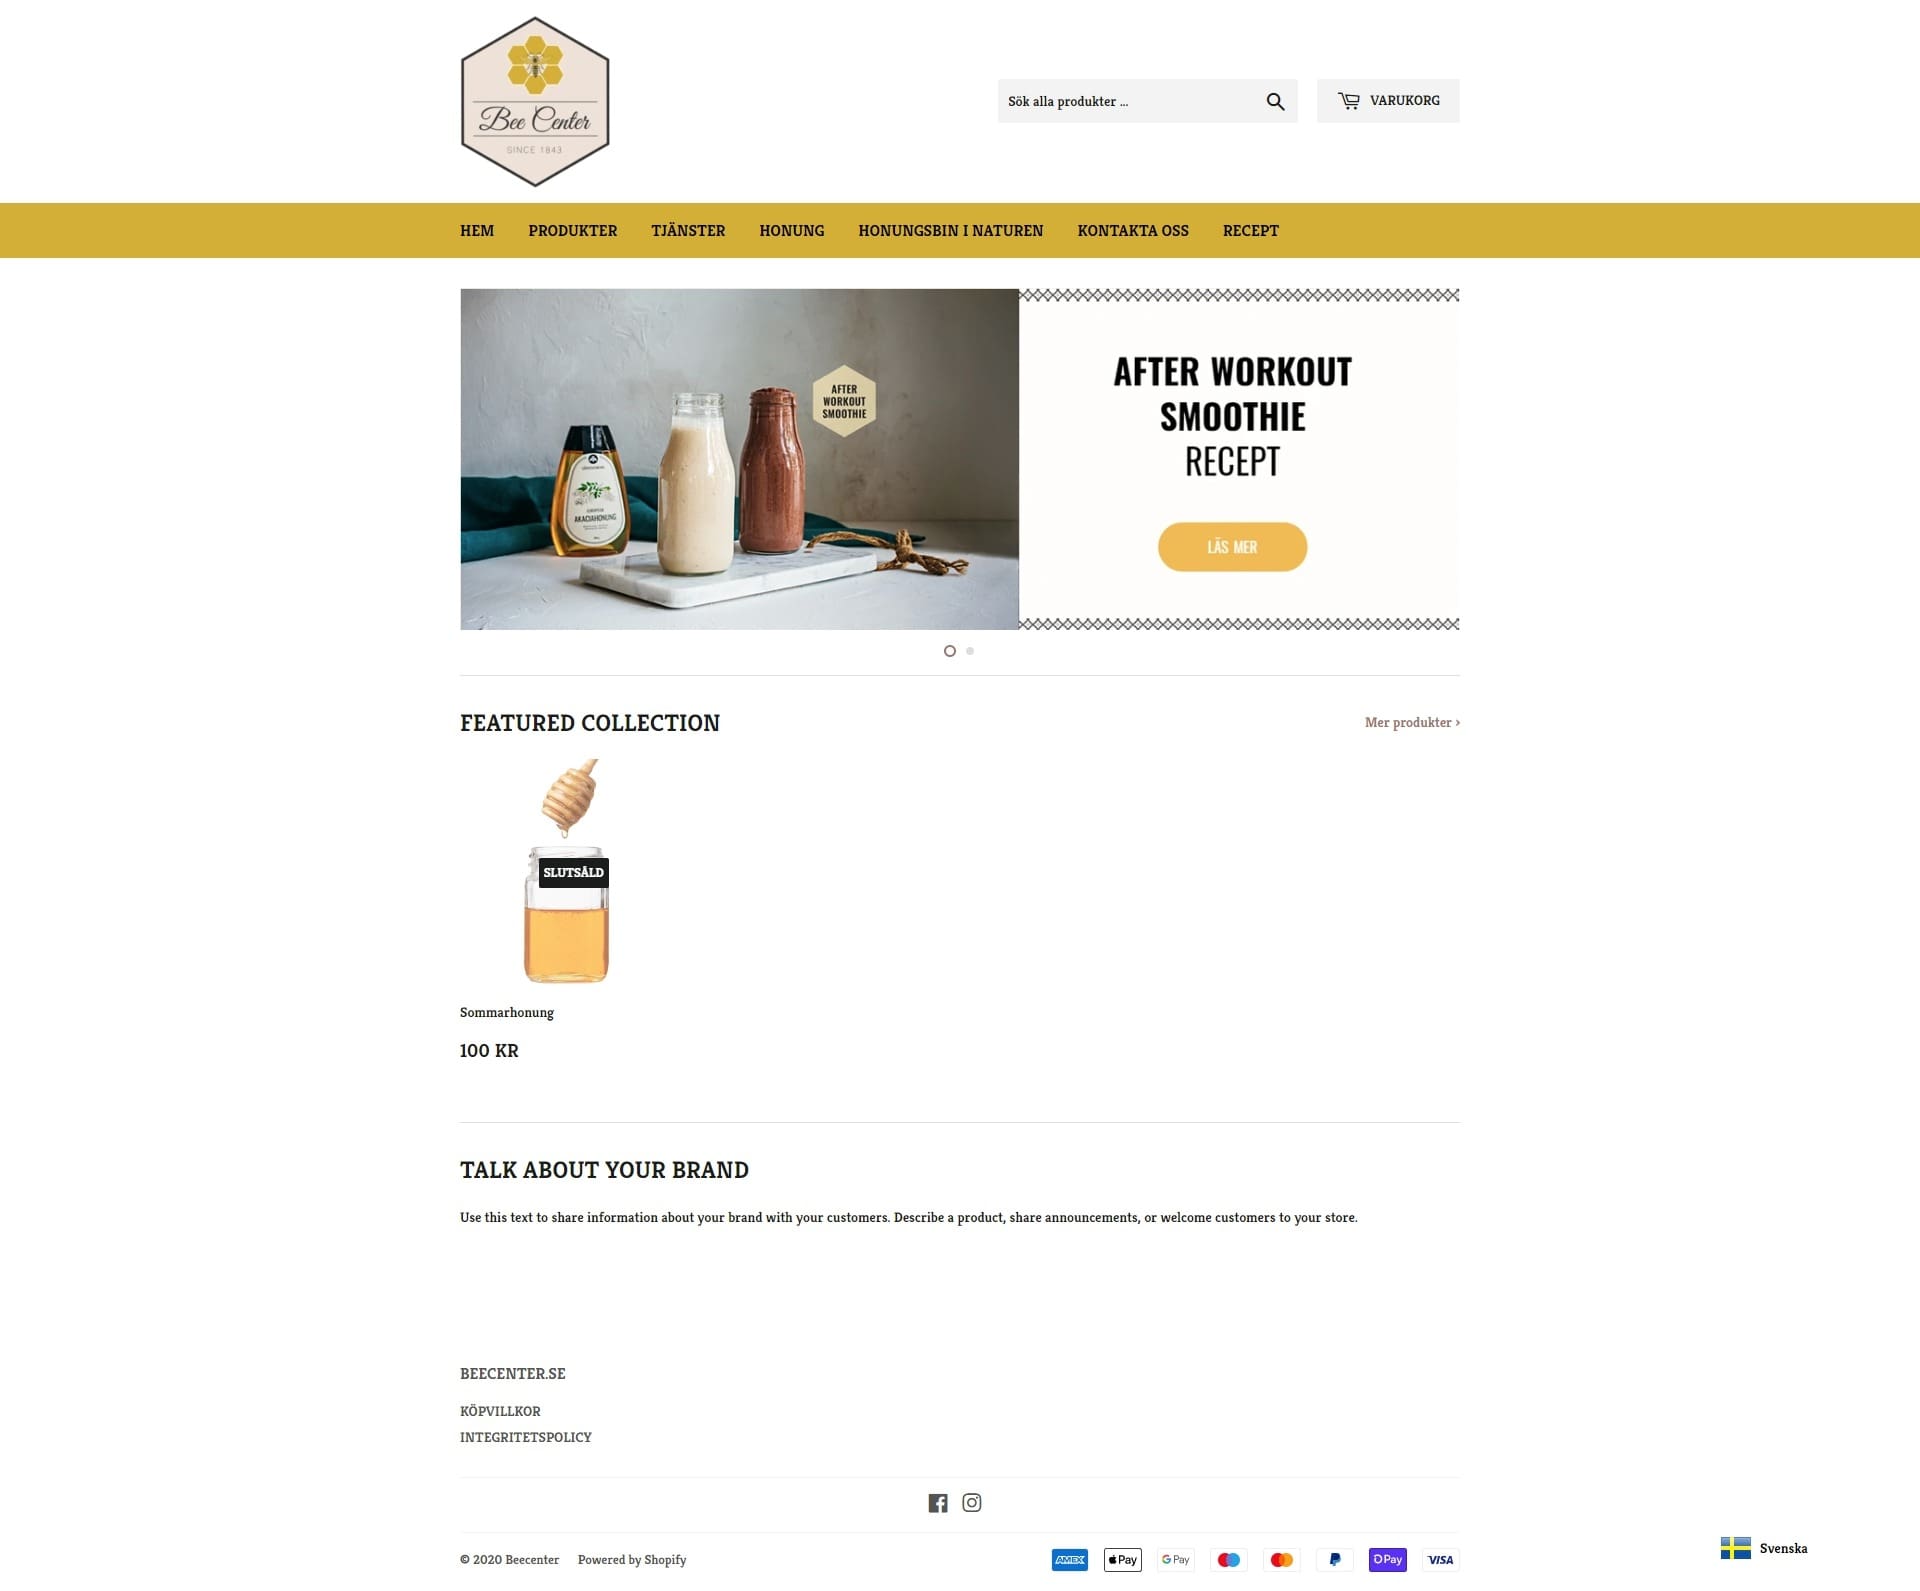 Bee Center
SINCE 1843
Sök alla produkter ...
VARUKORG
HEM PRODUKTER TJÄNSTER HONUNG HONUNGSBIN I NATUREN KONTAKTA OSS RECEPT
AFTER
WORKOUT
SMOOTHIE
AKACIAHONUNG
AFTER WORKOUT
SMOOTHIE
RECEPT
LÄS MER
FEATURED COLLECTION
Mer produkter ›
SLUTSÅLD
Sommarhonung
100 KR
TALK ABOUT YOUR BRAND
Use this text to share information about your brand with your customers. Describe a product, share announcements, or welcome customers to your store.
BEECENTER.SE
KÖPVILLKOR
INTEGRITETSPOLICY
© 2020 Beecenter Powered by Shopify
AMEX Pay G Pay Pay VISA
Svenska